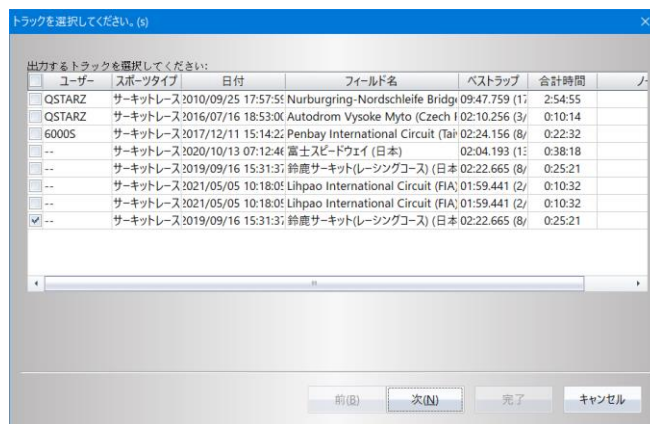 トラックを選択してください。(s)
出力するトラックを選択してください:
ユーザー スポーツタイプ 日付 フィールド名 ベストラップ 合計時間 ノー
QSTARZ サーキットレース 2010/09/25 17:57:55 Nurburgring-Nordschleife Bridge 09:47.759 (17 2:54:55
QSTARZ サーキットレース 2016/07/16 18:53:00 Autodrom Vysoke Myto (Czech R 02:10.256 (3/ 0:10:14
6000S サーキットレース 2017/12/11 15:14:22 Penbay International Circuit (Tai 02:24.156 (8/ 0:22:32
-- サーキットレース 2020/10/13 07:12:46 富士スピードウェイ (日本) 02:04.193 (13 0:38:18
-- サーキットレース 2019/09/16 15:31:37 鈴鹿サーキット(レーシングコース) (日本 02:22.665 (8/ 0:25:21
-- サーキットレース 2021/05/05 10:18:05 Lihpao International Circuit (FIA) 01:59.441 (2/ 0:10:32
-- サーキットレース 2021/05/05 10:18:05 Lihpao International Circuit (FIA) 01:59.441 (2/ 0:10:32
-- サーキットレース 2019/09/16 15:31:37 鈴鹿サーキット(レーシングコース) (日本 02:22.665 (8/ 0:25:21
前(B) 次(N) 完了 キャンセル